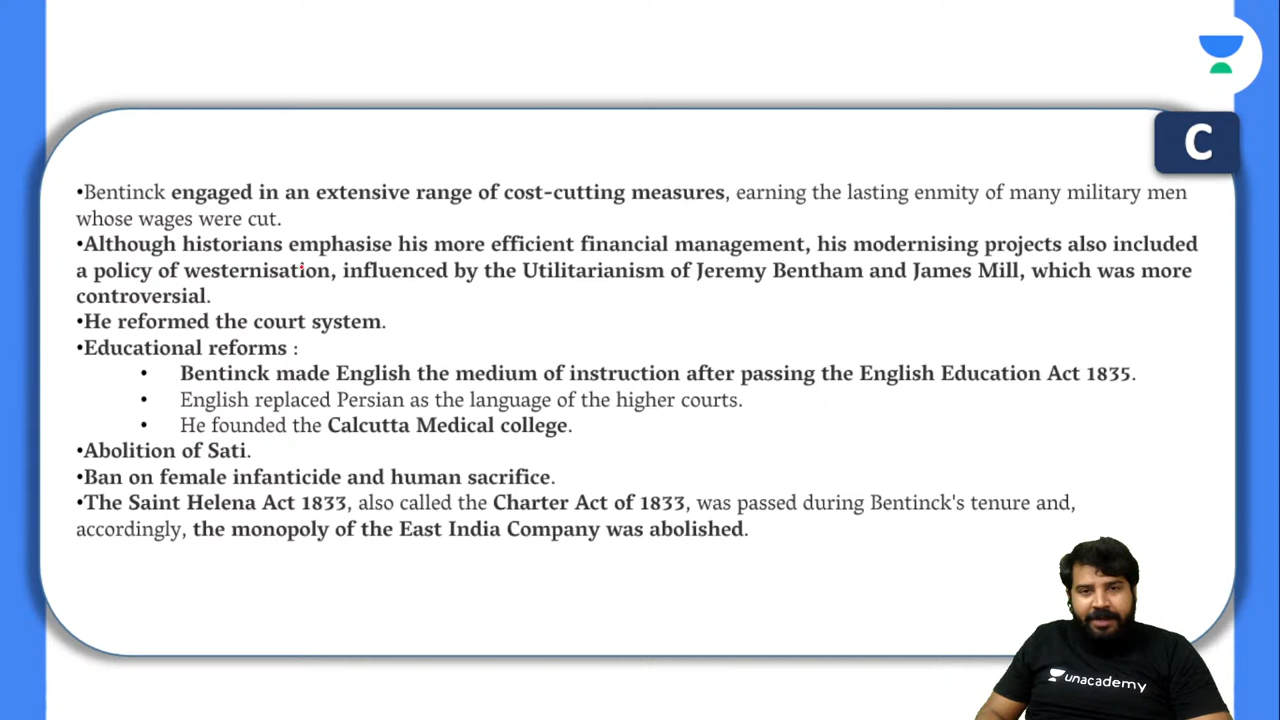 C
•Bentinck engaged in an extensive range of cost-cutting measures, earning the lasting enmity of many military men
whose wages were cut.
•Although historians emphasise his more efficient financial management, his modernising projects also included
a policy of westernisation, influenced by the Utilitarianism of Jeremy Bentham and James Mill, which was more
controversial.
•He reformed the court system.
•Educational reforms :
• Bentinck made English the medium of instruction after passing the English Education Act 1835.
• English replaced Persian as the language of the higher courts.
• He founded the Calcutta Medical college.
•Abolition of Sati.
•Ban on female infanticide and human sacrifice.
•The Saint Helena Act 1833, also called the Charter Act of 1833, was passed during Bentinck's tenure and,
accordingly, the monopoly of the East India Company was abolished.
unacademy